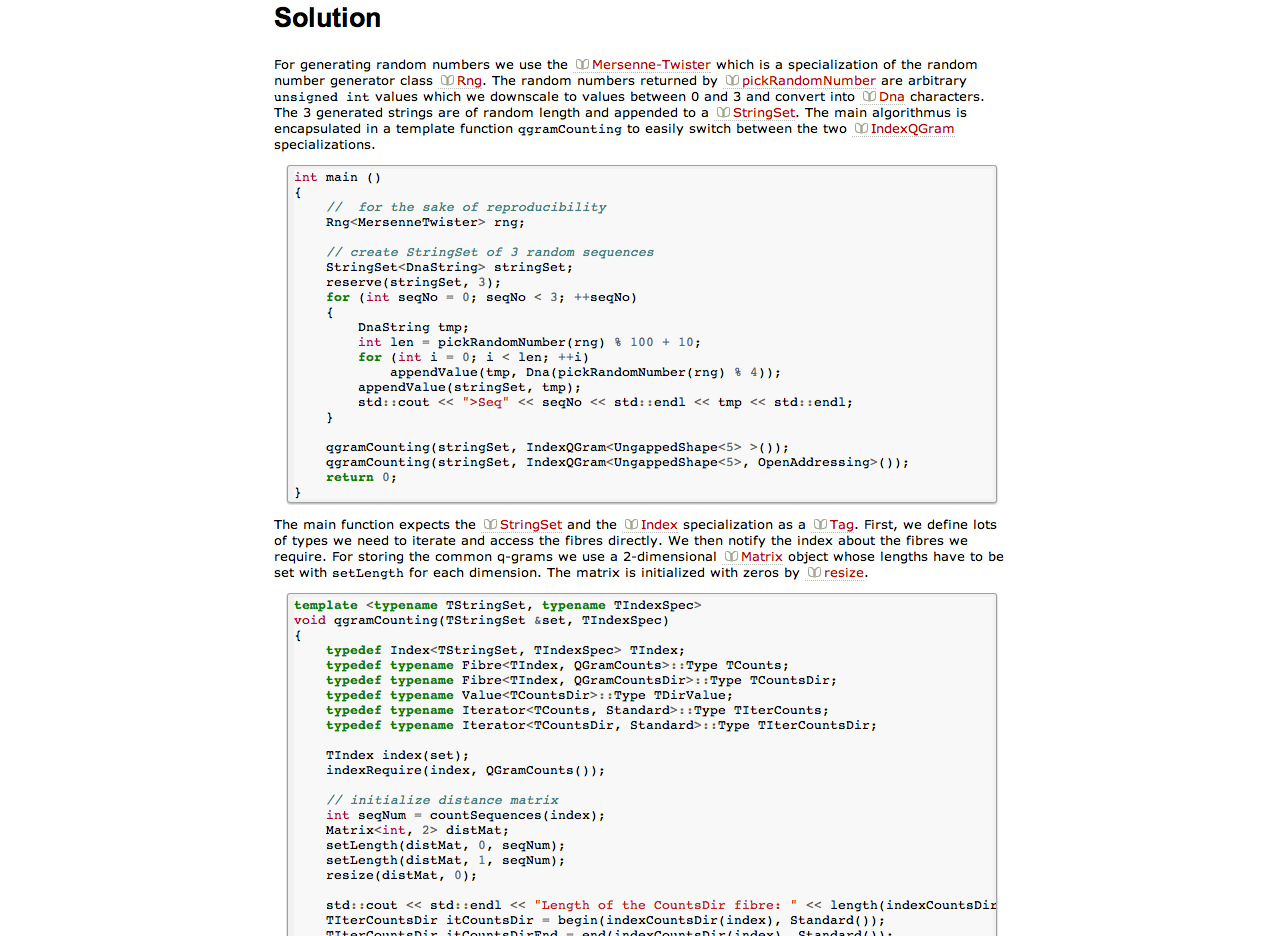 Solution
For generating random numbers we use the Mersenne-Twister which is a specialization of the random
number generator class Rng. The random numbers returned by pickRandomNumber are arbitrary
unsigned int values which we downscale to values between 0 and 3 and convert into Dna characters.
The 3 generated strings are of random length and appended to a StringSet. The main algorithmus is
encapsulated in a template function qgramCounting to easily switch between the two IndexQGram
specializations.
int main ()
{
    //  for the sake of reproducibility
    Rng<MersenneTwister> rng;

    // create StringSet of 3 random sequences
    StringSet<DnaString> stringSet;
    reserve(stringSet, 3);
    for (int seqNo = 0; seqNo < 3; ++seqNo)
    {
        DnaString tmp;
        int len = pickRandomNumber(rng) % 100 + 10;
        for (int i = 0; i < len; ++i)
            appendValue(tmp, Dna(pickRandomNumber(rng) % 4));
        appendValue(stringSet, tmp);
        std::cout << ">Seq" << seqNo << std::endl << tmp << std::endl;
    }

    qgramCounting(stringSet, IndexQGram<UngappedShape<5> >());
    qgramCounting(stringSet, IndexQGram<UngappedShape<5>, OpenAddressing>());
    return 0;
}
The main function expects the StringSet and the Index specialization as a Tag. First, we define lots
of types we need to iterate and access the fibres directly. We then notify the index about the fibres we
require. For storing the common q-grams we use a 2-dimensional Matrix object whose lengths have to be
set with setLength for each dimension. The matrix is initialized with zeros by resize.
template <typename TStringSet, typename TIndexSpec>
void qgramCounting(TStringSet &set, TIndexSpec)
{
    typedef Index<TStringSet, TIndexSpec> TIndex;
    typedef typename Fibre<TIndex, QGramCounts>::Type TCounts;
    typedef typename Fibre<TIndex, QGramCountsDir>::Type TCountsDir;
    typedef typename Value<TCountsDir>::Type TDirValue;
    typedef typename Iterator<TCounts, Standard>::Type TIterCounts;
    typedef typename Iterator<TCountsDir, Standard>::Type TIterCountsDir;

    TIndex index(set);
    indexRequire(index, QGramCounts());

    // initialize distance matrix
    int seqNum = countSequences(index);
    Matrix<int, 2> distMat;
    setLength(distMat, 0, seqNum);
    setLength(distMat, 1, seqNum);
    resize(distMat, 0);

    std::cout << std::endl << "Length of the CountsDir fibre: " << length(indexCountsDir
    TIterCountsDir itCountsDir = begin(indexCountsDir(index), Standard());
    TIterCountsDir itCountsDirEnd = end(indexCountsDir(index), Standard());